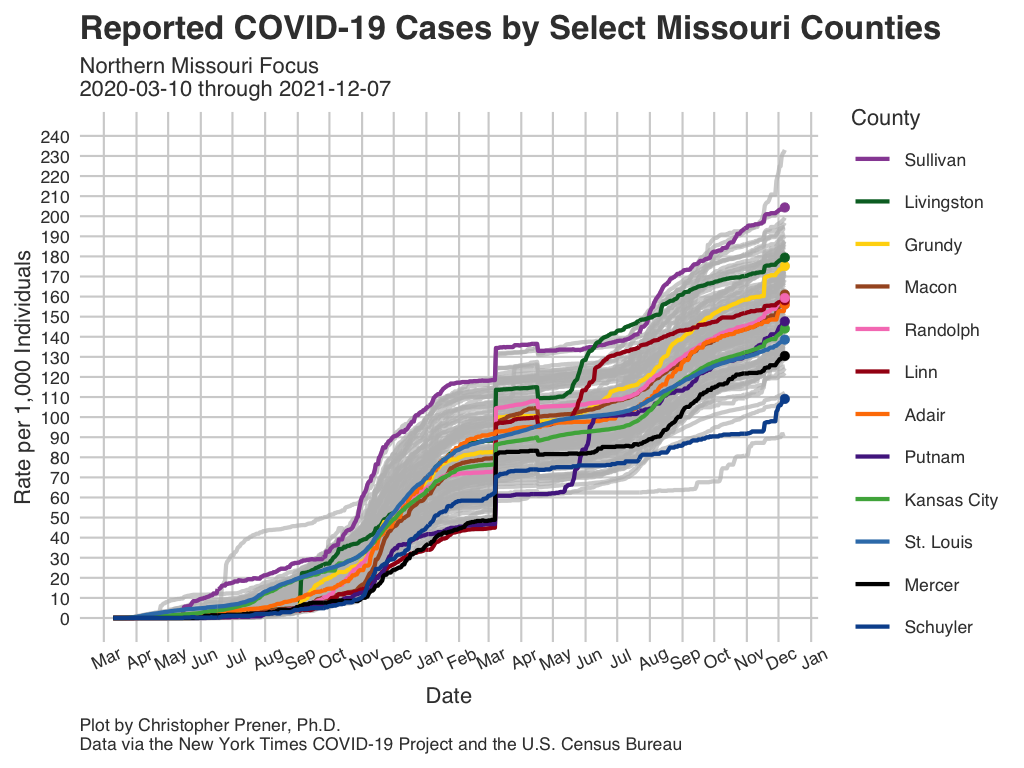 Reported COVID-19 Cases by Select Missouri Counties
Northern Missouri Focus
2020-03-10 through 2021-12-07
County
Sullivan
Livingston
Grundy
Macon
Randolph
Linn
Adair
Putnam
Kansas City
St. Louis
Mercer
Schuyler
Rate per 1,000 Individuals
240
230
220
210
200
190
180
170
160
150
140
130
120
110
100
90
80
70
60
50
40
30
20
10
0
Mar Apr May Jun Jul Aug Sep Oct Nov Dec Jan Feb Mar Apr May Jun Jul Aug Sep Oct Nov Dec Jan
Date
Plot by Christopher Prener, Ph.D.
Data via the New York Times COVID-19 Project and the U.S. Census Bureau